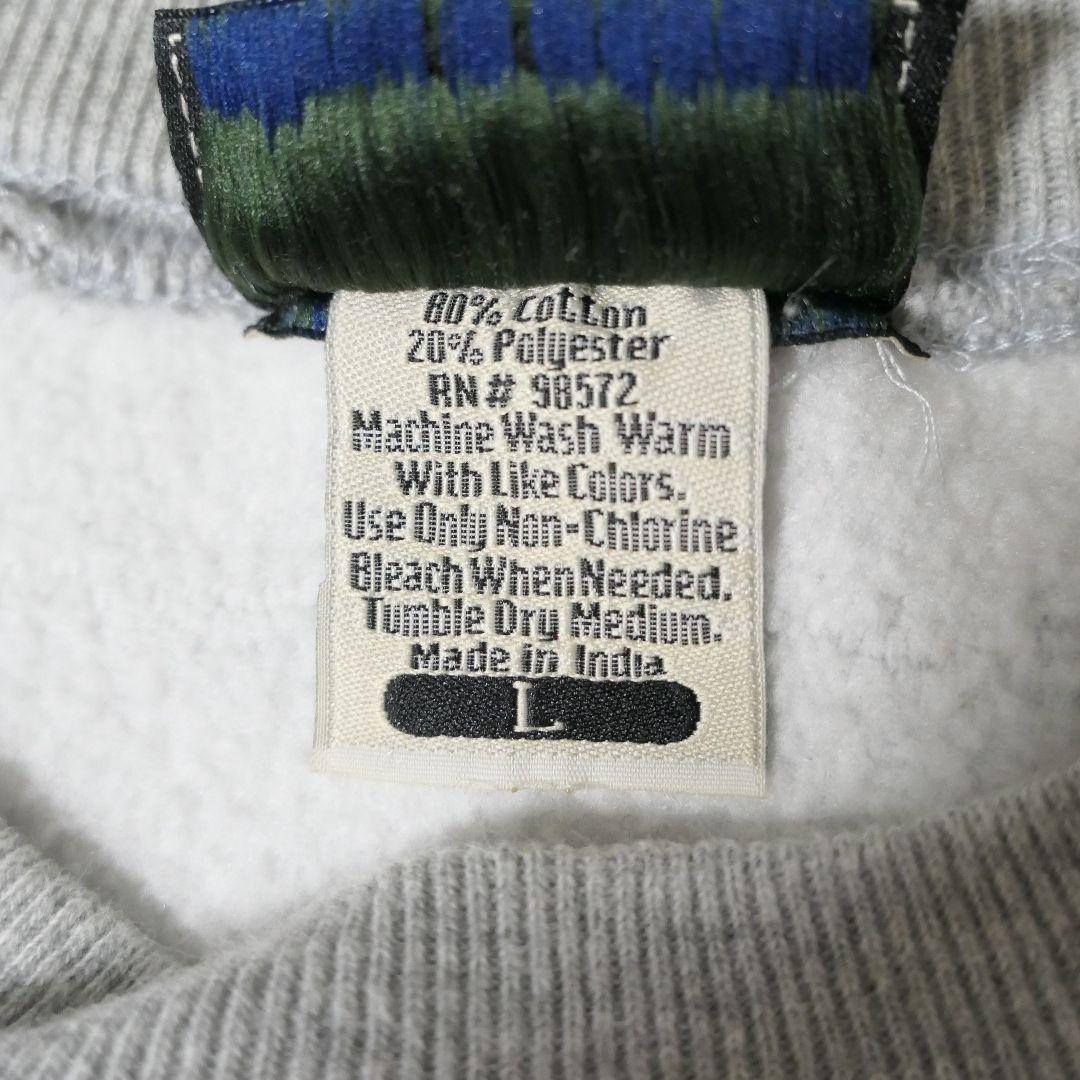 80% Cotton
20% Polyester
RN# 98572
Machine Wash Warm
With Like Colors.
Use Only Non-Chlorine
Bleach When Needed.
Tumble Dry Medium.
Made in India
L